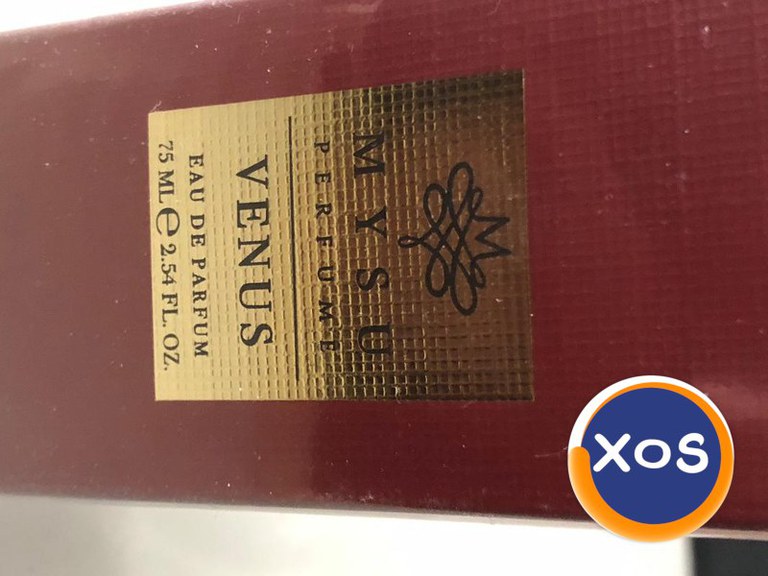 MYSU
PERFUME
VENUS
EAU DE PARFUM
75 ML e 2.54 FL. OZ.
XOS